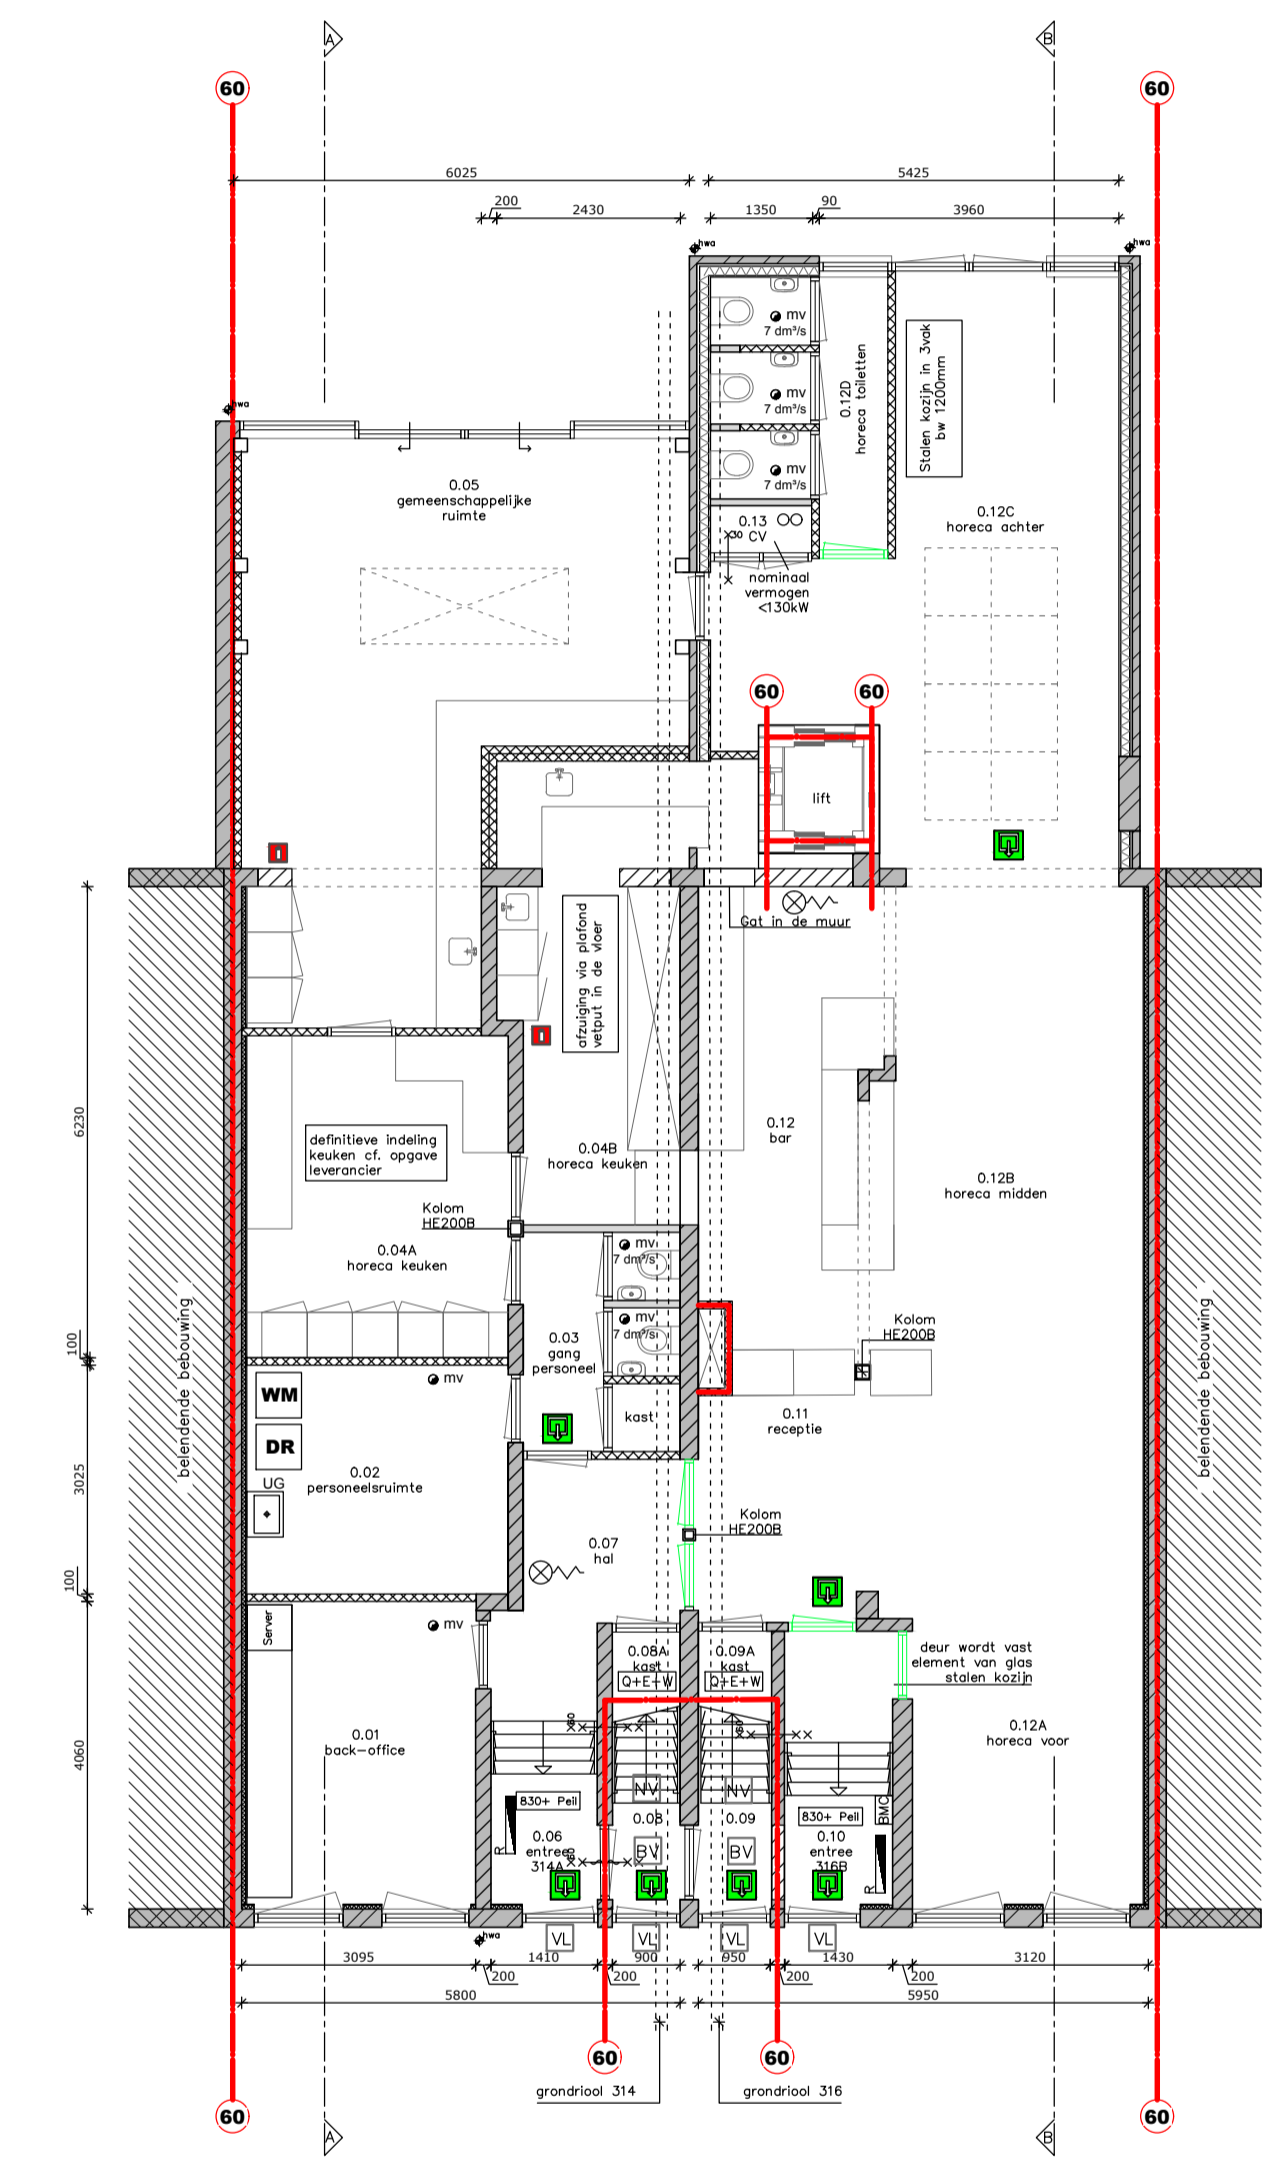 A
B
60
60
6025
5425
200
2430
1350
90
3960
hwa
hwa
mv
7 dm³/s
mv
7 dm³/s
mv
7 dm³/s
0.12D
horeca toiletten
Stalen kozijn in 3vak
bw 1200mm
hwa
0.05
gemeenschappelijke
ruimte
0.13
CV
30
0.12C
horeca achter
nominaal
vermogen
<130kW
60
60
lift
Gat in de muur
afzuiging via plafond
vetput in de vloer
6230
definitieve indeling
keuken cf. opgave
leverancier
0.12
bar
0.04B
horeca keuken
0.12B
horeca midden
Kolom
HE200B
0.04A
horeca keuken
mv
7 dm³/s
mv
7 dm³/s
0.03
gang
personeel
Kolom
HE200B
belendende bebouwing
belendende bebouwing
100
WM
mv
DR
kast
0.11
receptie
0.02
personeelsruimte
UG
3025
Kolom
HE200B
0.07
hal
100
Server
mv
0.08A
kast
Q+E+W
0.09A
kast
Q+E+W
deur wordt vast
element van glas
stalen kozijn
60
60
0.01
back-office
0.12A
horeca voor
4060
NV
NV
830+ Peil
0.08
0.09
830+ Peil
BMC
0.06
entree
314A
R
60
BV
BV
0.10
entree
316B
R
hwa
VL
VL
VL
VL
3095
1410
900
950
1430
3120
200
200
200
200
5800
5950
60
60
grondriool 314
grondriool 316
60
60
A
B